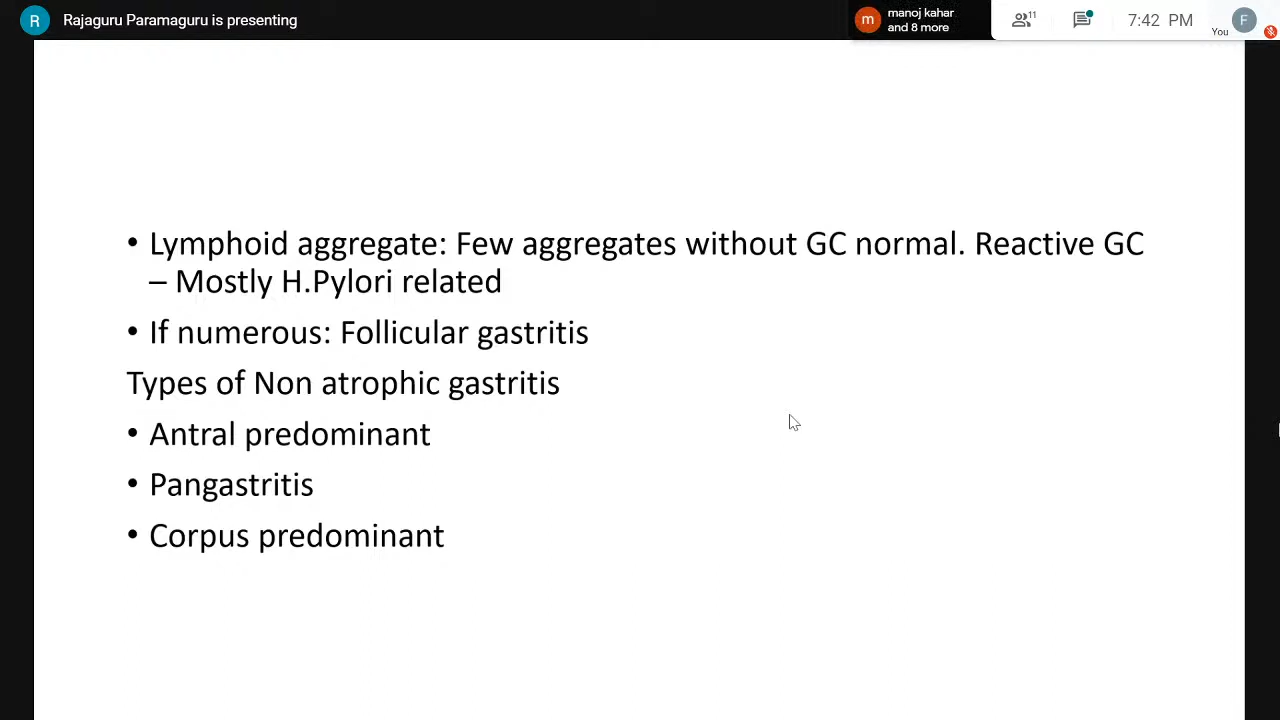 R Rajaguru Paramaguru is presenting
m manoj kahar
and 8 more
11
7:42 PM
You F
• Lymphoid aggregate: Few aggregates without GC normal. Reactive GC
– Mostly H.Pylori related
• If numerous: Follicular gastritis
Types of Non atrophic gastritis
• Antral predominant
• Pangastritis
• Corpus predominant